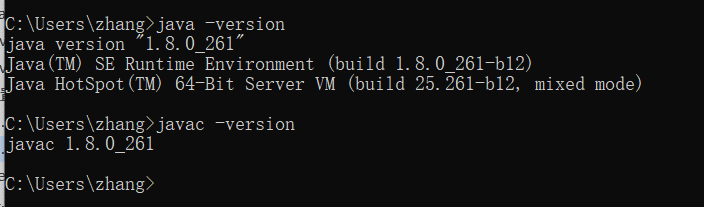 C:\Users\zhang>java -version
java version "1.8.0_261"
Java(TM) SE Runtime Environment (build 1.8.0_261-b12)
Java HotSpot(TM) 64-Bit Server VM (build 25.261-b12, mixed mode)
C:\Users\zhang>javac -version
javac 1.8.0_261
C:\Users\zhang>